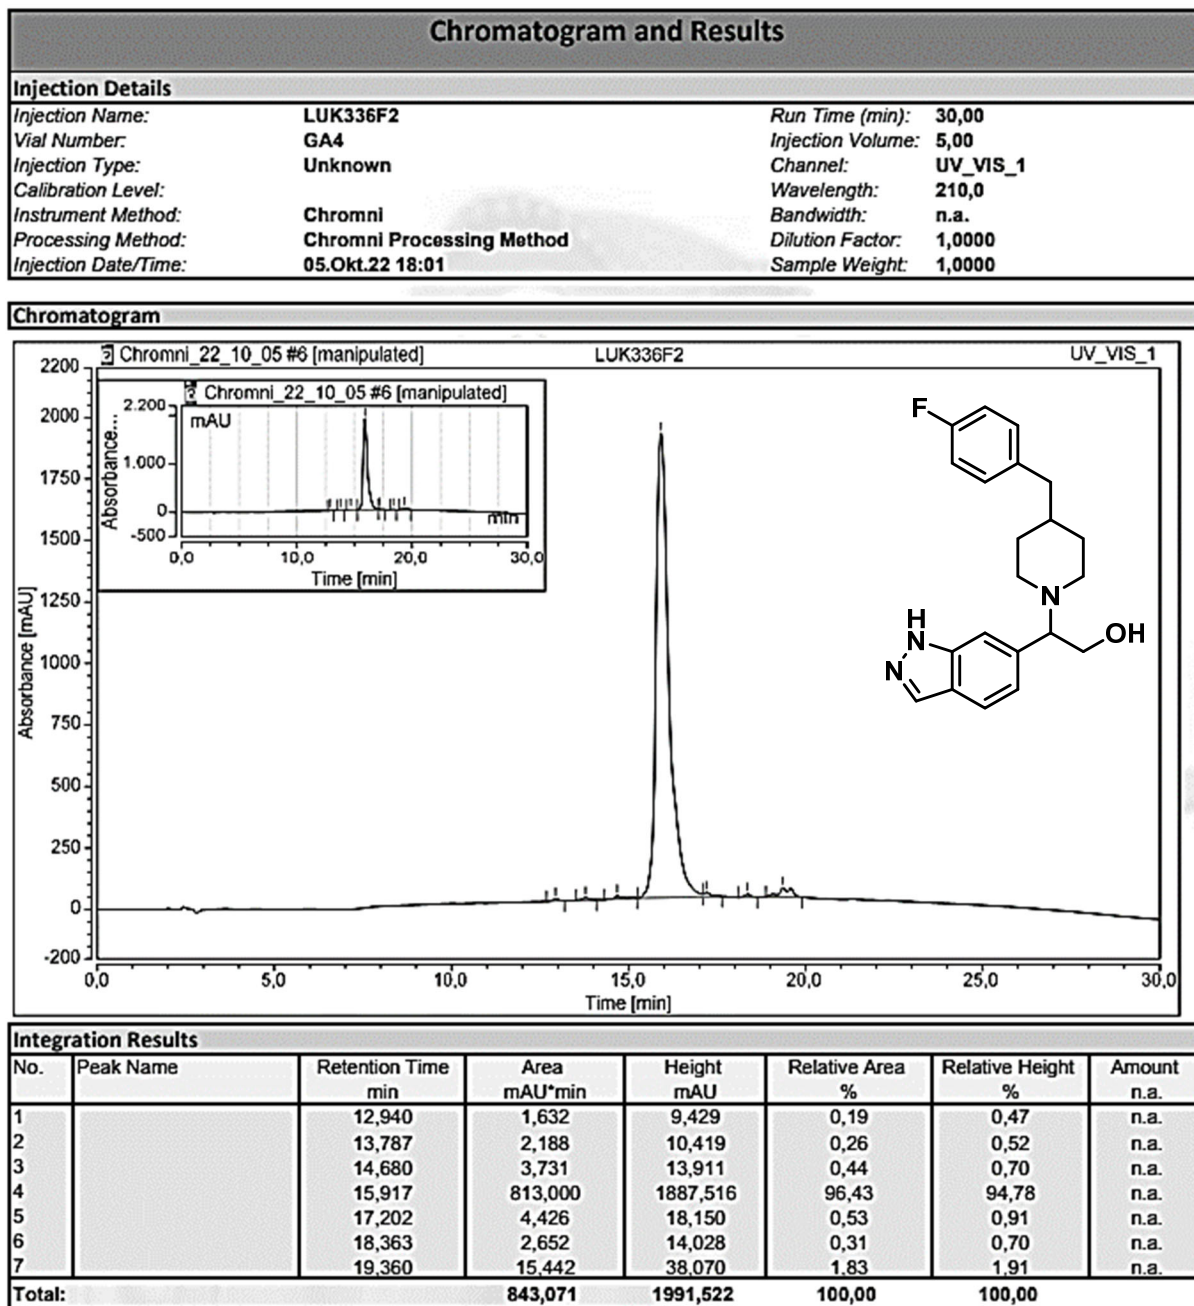 Chromatogram and Results
Injection Details
Injection Name: LUK336F2 Run Time (min): 30,00
Vial Number: GA4 Injection Volume: 5,00
Injection Type: Unknown Channel: UV_VIS_1
Calibration Level: Wavelength: 210,0
Instrument Method: Chromni Bandwidth: n.a.
Processing Method: Chromni Processing Method Dilution Factor: 1,0000
Injection Date/Time: 05.Okt.22 18:01 Sample Weight: 1,0000
Chromatogram
Chromni_22_10_05 #6 [manipulated] LUK336F2 UV_VIS_1
2200
2000
1750
1500
1250
1000
750
500
250
0
-200
Absorbance [mAU]
0,0 5,0 10,0 15,0 20,0 25,0 30,0
Time [min]
Chromni_22_10_05 #6 [manipulated]
mAU
2.200
1.000
0
-500
Absorbance...
min
0,0 10,0 20,0 30,0
Time [min]
F
N
OH
H
N
N
Integration Results
No. Peak Name Retention Time Area Height Relative Area Relative Height Amount
min mAU*min mAU % % n.a.
1 12,940 1,632 9,429 0,19 0,47 n.a.
2 13,787 2,188 10,419 0,26 0,52 n.a.
3 14,680 3,731 13,911 0,44 0,70 n.a.
4 15,917 813,000 1887,516 96,43 94,78 n.a.
5 17,202 4,426 18,150 0,53 0,91 n.a.
6 18,363 2,652 14,028 0,31 0,70 n.a.
7 19,360 15,442 38,070 1,83 1,91 n.a.
Total: 843,071 1991,522 100,00 100,00